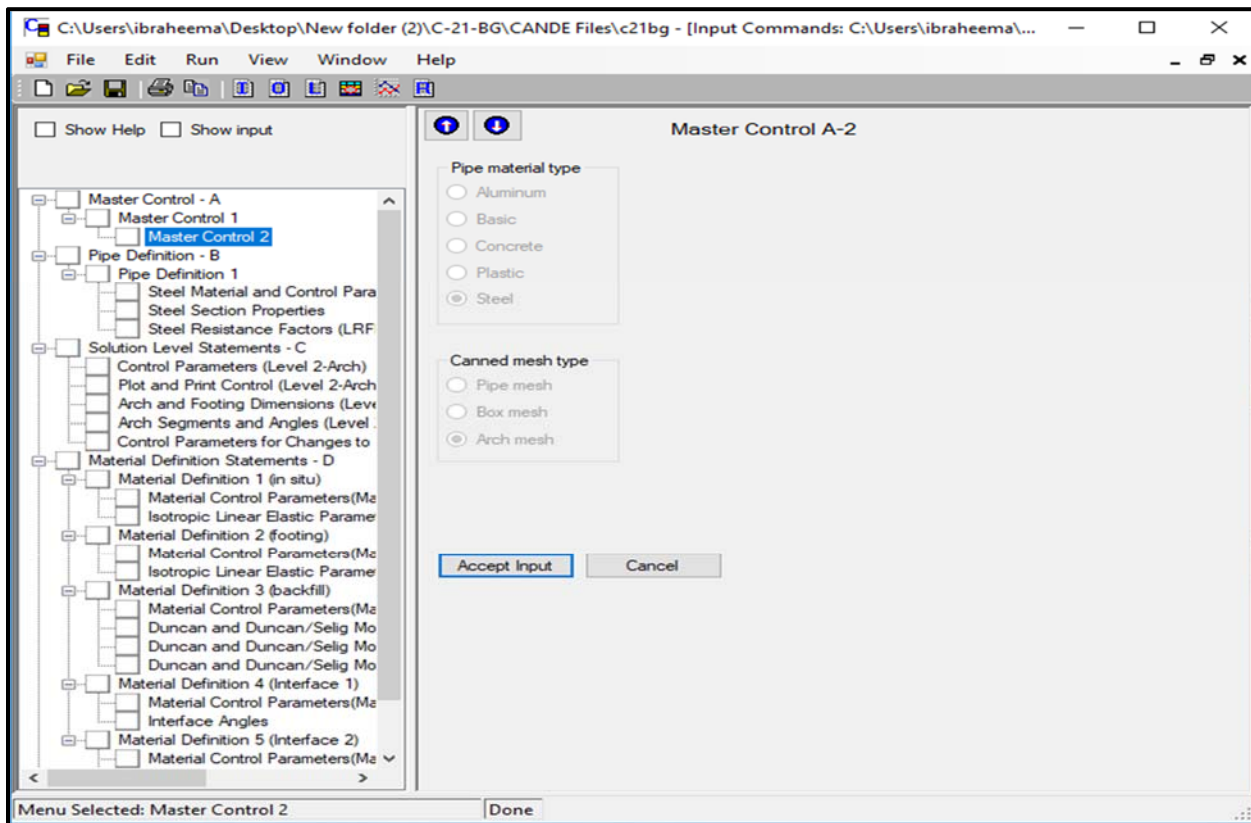 C:\Users\ibraheema\Desktop\New folder (2)\C-21-BG\CANDE Files\c21bg - [Input Commands: C:\Users\ibraheema\...
File Edit Run View Window Help
Show Help Show input
Master Control A-2
Master Control - A
Master Control 1
Master Control 2
Pipe Definition - B
Pipe Definition 1
Steel Material and Control Para
Steel Section Properties
Steel Resistance Factors (LRF
Solution Level Statements - C
Control Parameters (Level 2-Arch)
Plot and Print Control (Level 2-Arch
Arch and Footing Dimensions (Leve
Arch Segments and Angles (Level
Control Parameters for Changes to
Material Definition Statements - D
Material Definition 1 (in situ)
Material Control Parameters(Ma
Isotropic Linear Elastic Parame
Material Definition 2 (footing)
Material Control Parameters(Ma
Isotropic Linear Elastic Parame
Material Definition 3 (backfill)
Material Control Parameters(Ma
Duncan and Duncan/Selig Mo
Duncan and Duncan/Selig Mo
Duncan and Duncan/Selig Mo
Material Definition 4 (Interface 1)
Material Control Parameters(Ma
Interface Angles
Material Definition 5 (Interface 2)
Material Control Parameters(Ma
Pipe material type
Aluminum
Basic
Concrete
Plastic
Steel
Canned mesh type
Pipe mesh
Box mesh
Arch mesh
Accept Input Cancel
Menu Selected: Master Control 2 Done